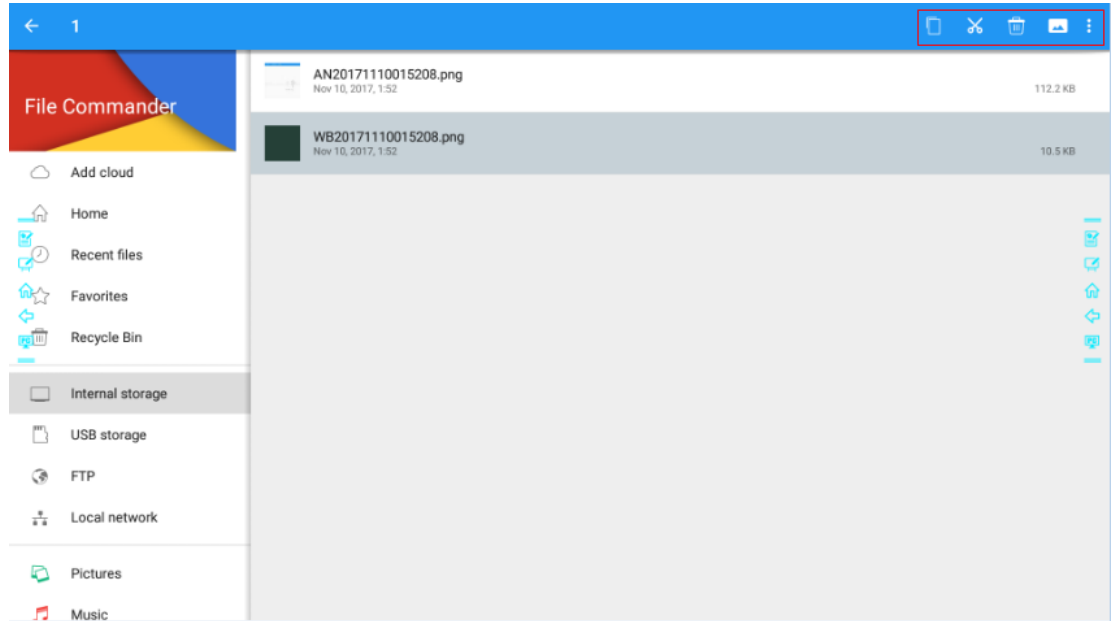 1
File Commander
Add cloud
Home
Recent files
Favorites
Recycle Bin
Internal storage
USB storage
FTP
Local network
Pictures
Music
AN20171110015208.png
Nov 10, 2017, 1:52
112.2 KB
WB20171110015208.png
Nov 10, 2017, 1:52
10.5 KB